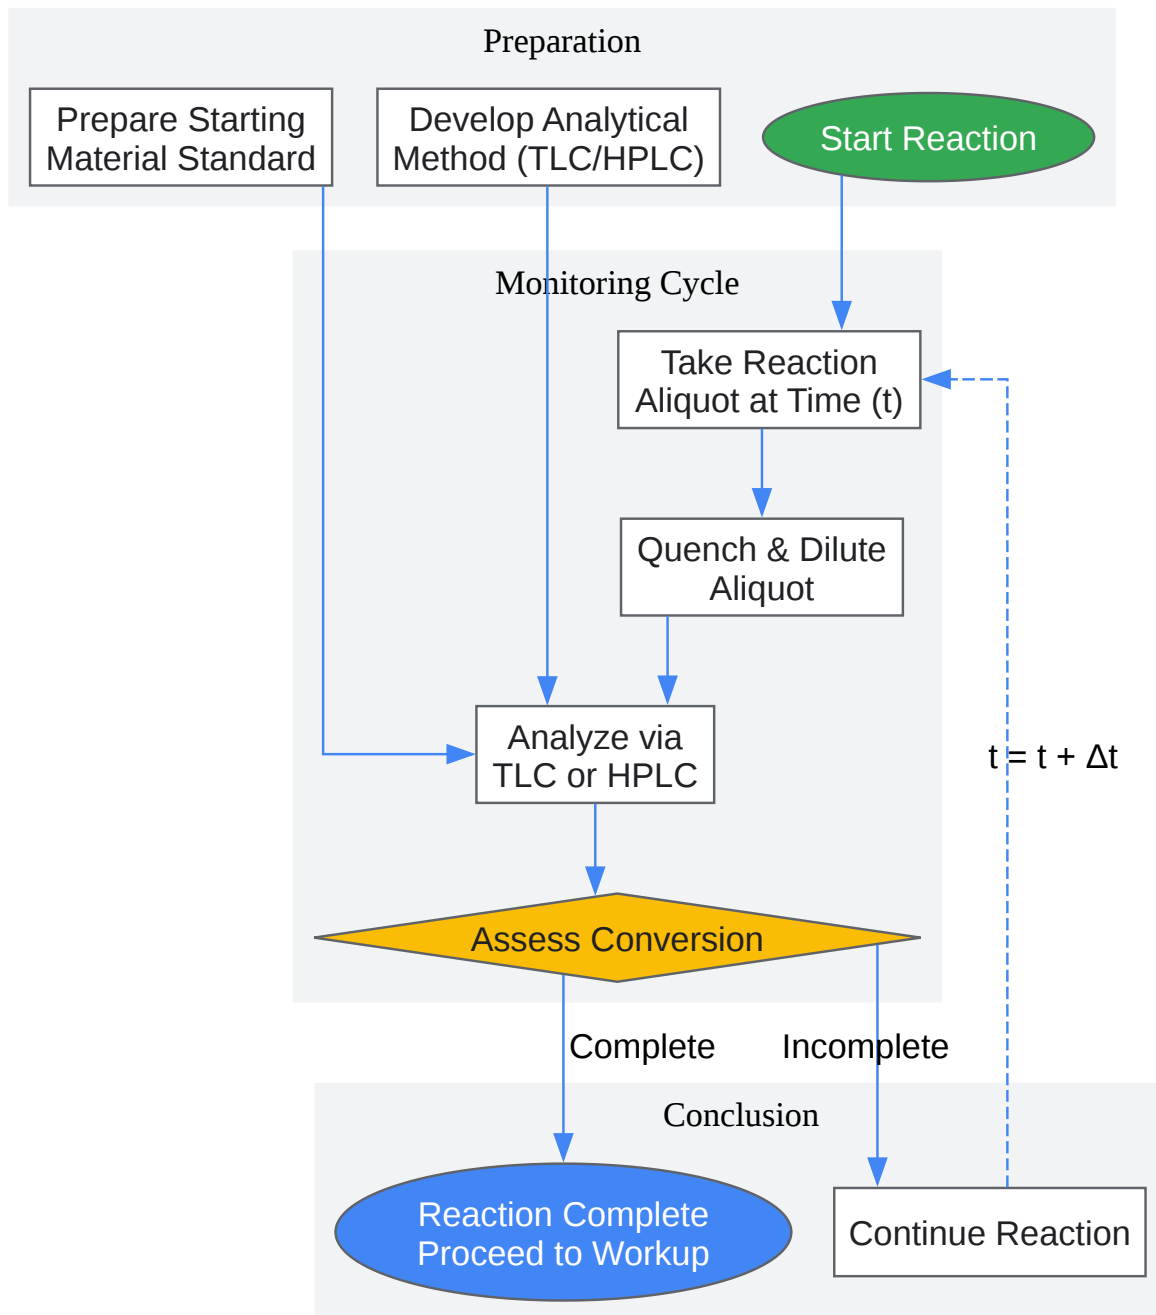 Preparation
Prepare Starting
Material Standard
Develop Analytical
Method (TLC/HPLC)
Start Reaction
Monitoring Cycle
Take Reaction
Aliquot at Time (t)
Quench & Dilute
Aliquot
Analyze via
TLC or HPLC
t = t + Δt
Assess Conversion
Complete
Incomplete
Conclusion
Reaction Complete
Proceed to Workup
Continue Reaction